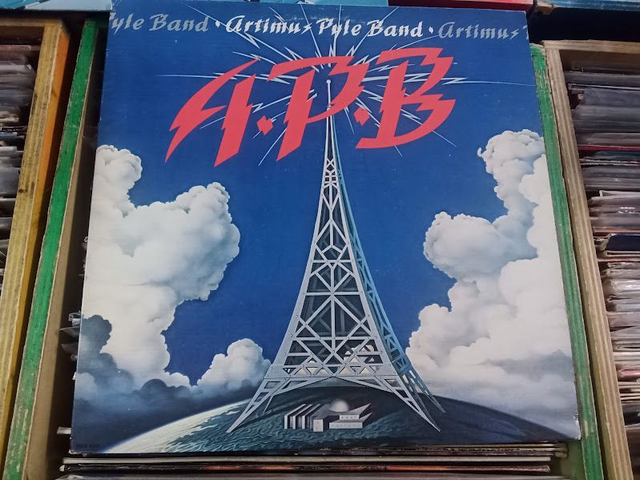 yle Band • Artimus Pyle Band • Artimus
A.P.B